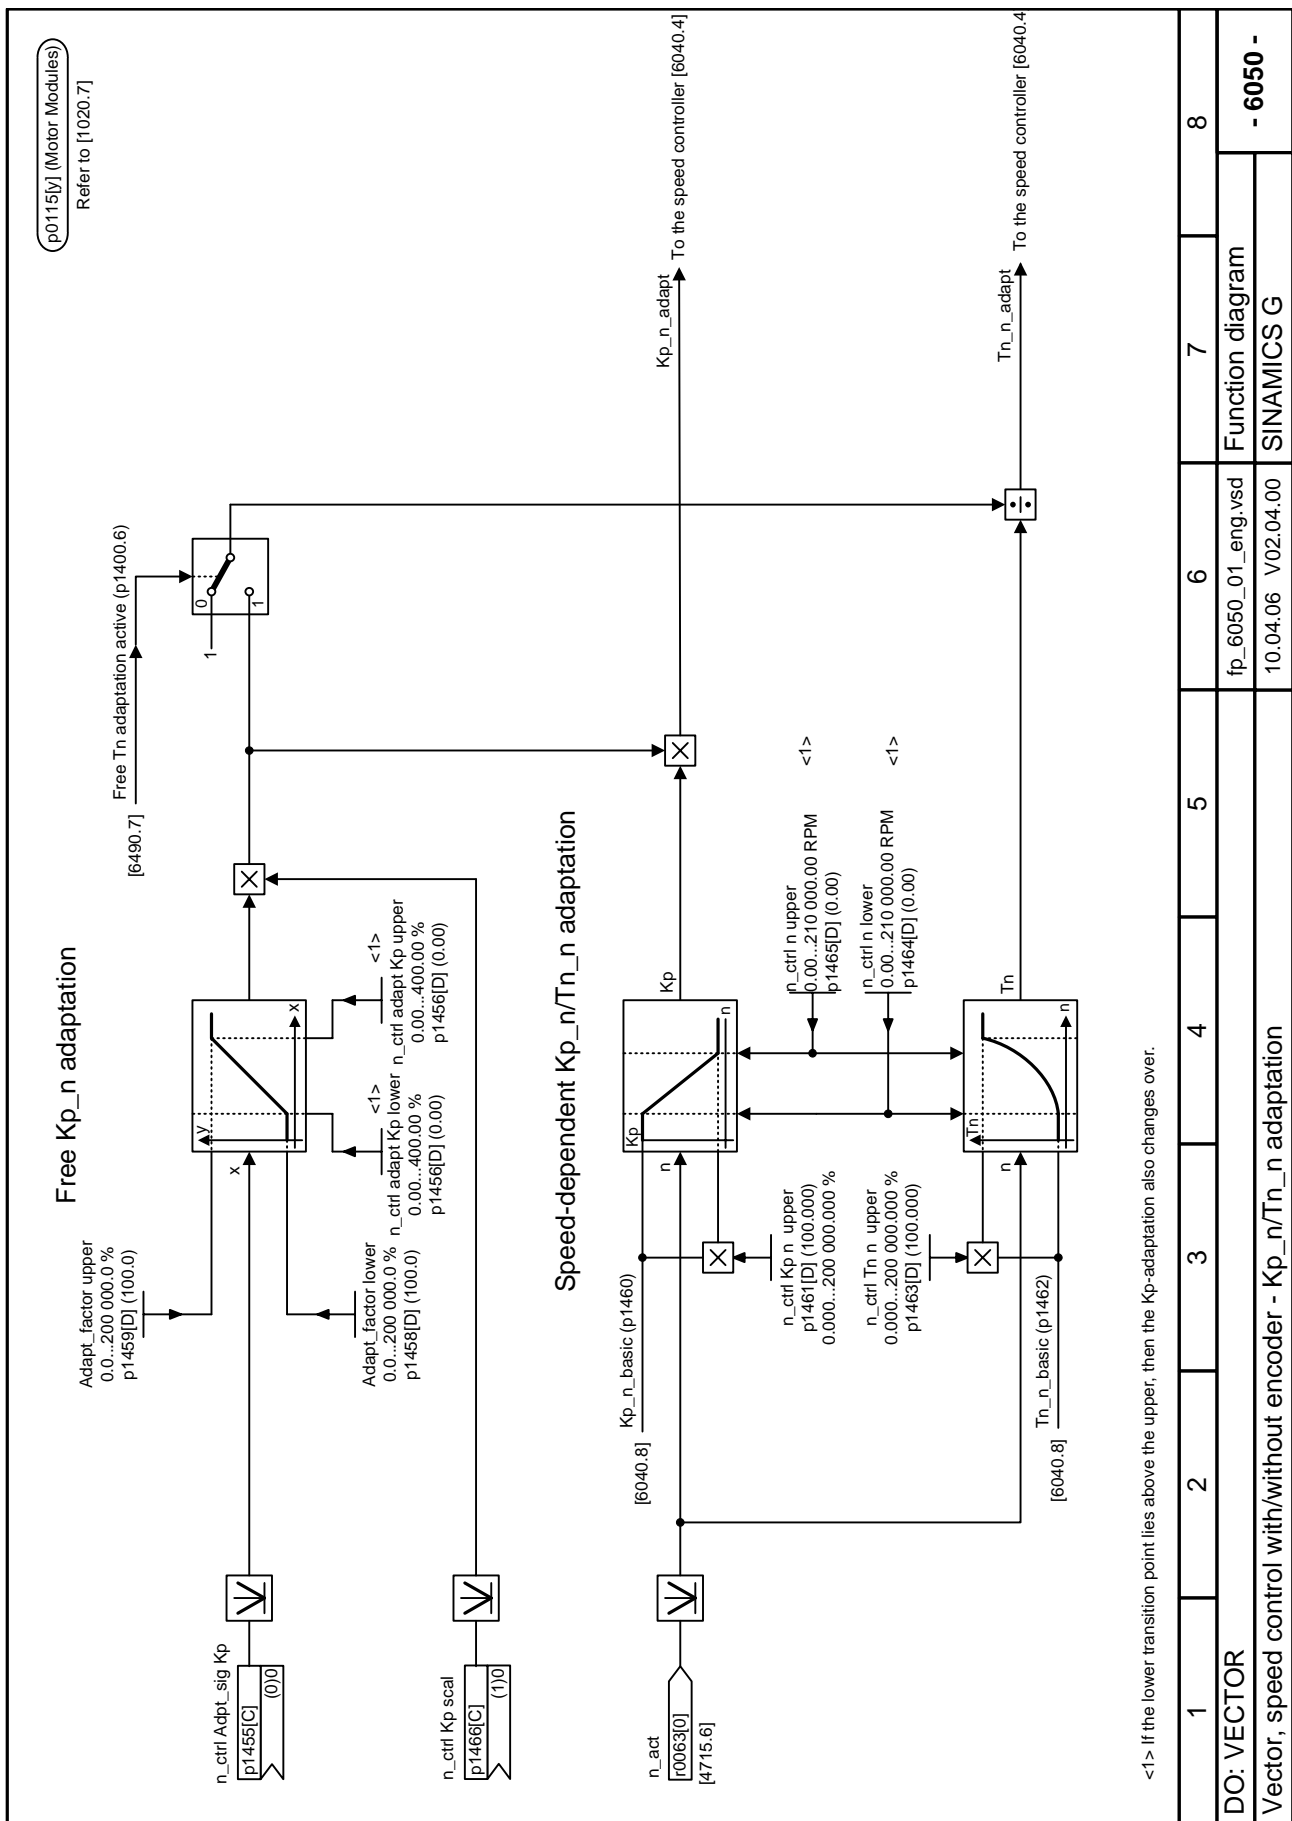 p0115[y] (Motor Modules)
Refer to [1020.7]
Free Kp_n adaptation
[6490.7]
Free Tn adaptation active (p1400.6)
0
1
1
Adapt_factor upper
0.0...200 000.0 %
p1459[D] (100.0)
y
x
x
Adapt_factor lower
0.0...200 000.0 %
p1458[D] (100.0)
<1>
n_ctrl adapt Kp lower
0.00...400.00 %
p1456[D] (0.00)
<1>
n_ctrl adapt Kp upper
0.00...400.00 %
p1456[D] (0.00)
n_ctrl Adpt_sig Kp
p1455[C]
(0)0
n_ctrl Kp scal
p1466[C]
(1)0
Speed-dependent Kp_n/Tn_n adaptation
[6040.8]
Kp_n_basic (p1460)
Kp
n
n
Kp
Kp_n_adapt
To the speed controller [6040.4]
n_act
r0063[0]
[4715.6]
n_ctrl Kp n upper
p1461[D] (100.000)
0.000...200 000.000 %
n_ctrl n upper
0.00...210 000.00 RPM
p1465[D] (0.00)
<1>
n_ctrl Tn n upper
0.000...200 000.000 %
p1463[D] (100.000)
n_ctrl n lower
0.00...210 000.00 RPM
p1464[D] (0.00)
<1>
Tn
n
n
Tn
Tn_n_adapt
To the speed controller [6040.4
[6040.8]
Tn_n_basic (p1462)
<1> If the lower transition point lies above the upper, then the Kp-adaptation also changes over.
1
2
3
4
5
6
7
8
DO: VECTOR
fp_6050_01_eng.vsd
Function diagram
- 6050 -
Vector, speed control with/without encoder - Kp_n/Tn_n adaptation
10.04.06 V02.04.00
SINAMICS G